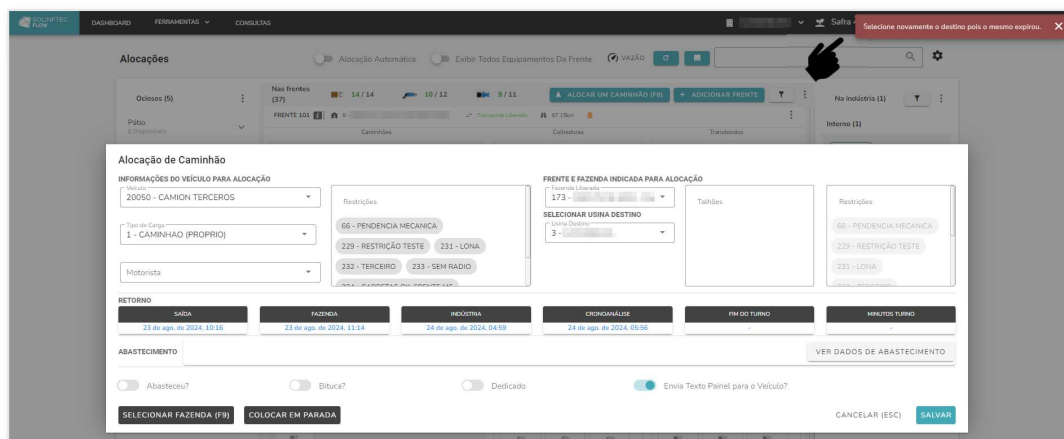 SOLINFTEC FLOW DASHBOARD FERRAMENTAS CONSULTAS Safra
Selecione novamente o destino pois o mesmo expirou. X
Alocações Alocação Automática Exibir Todos Equipamentos Da Frente VAZÃO
Ociosos (5) Nas frentes (37) 14/14 10/12 9/11 ALOCAR UM CAMINHÃO (F8) + ADICIONAR FRENTE Na indústria (1)
Pátio FRENTE 101 0 - Transporte Liberado 67.19km Interno (1)
0 Disponíveis Caminhões Colhedoras Transbordos
Alocação de Caminhão
INFORMAÇÕES DO VEÍCULO PARA ALOCAÇÃO FRENTE E FAZENDA INDICADA PARA ALOCAÇÃO
Veículo Fazenda Liberada
20050 - CAMION TERCEROS Restrições 173 - Talhões Restrições
SELECIONAR USINA DESTINO
Tipo de Carga 66 - PENDENCIA MECANICA Usina Destino 66 - PENDENCIA MECANICA
1 - CAMINHAO (PROPRIO) 229 - RESTRIÇÃO TESTE 231 - LONA 3 - 229 - RESTRIÇÃO TESTE
Motorista 232 - TERCEIRO 233 - SEM RADIO 231 - LONA
RETORNO
SAÍDA FAZENDA INDÚSTRIA CRONOANÁLISE FIM DO TURNO MINUTOS TURNO
23 de ago. de 2024, 10:16 23 de ago. de 2024, 11:14 24 de ago. de 2024, 04:59 24 de ago. de 2024, 05:56 - -
ABASTECIMENTO VER DADOS DE ABASTECIMENTO
Abasteceu? Bituca? Dedicado Envia Texto Painel para o Veículo?
SELECIONAR FAZENDA (F9) COLOCAR EM PARADA CANCELAR (ESC) SALVAR